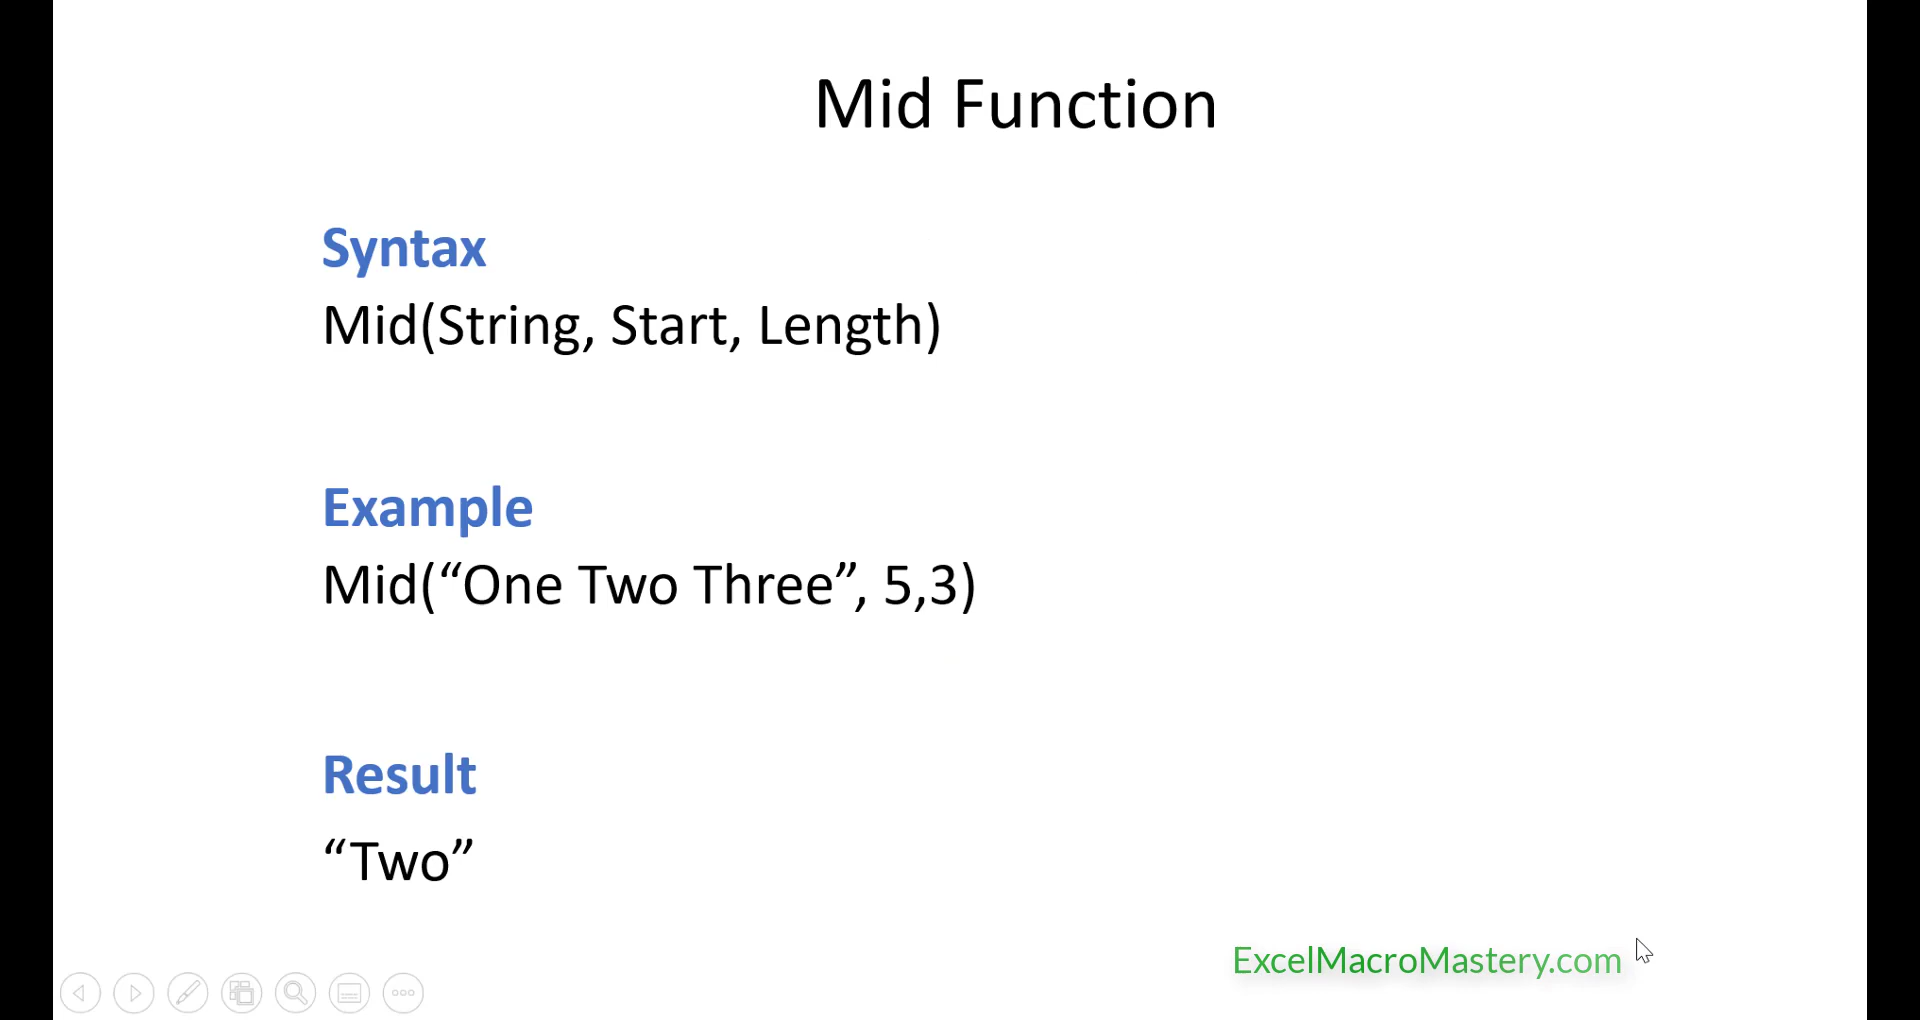 Mid Function
Syntax
Mid(String, Start, Length)
Example
Mid(“One Two Three”, 5,3)
Result
“Two”
ExcelMacroMastery.com